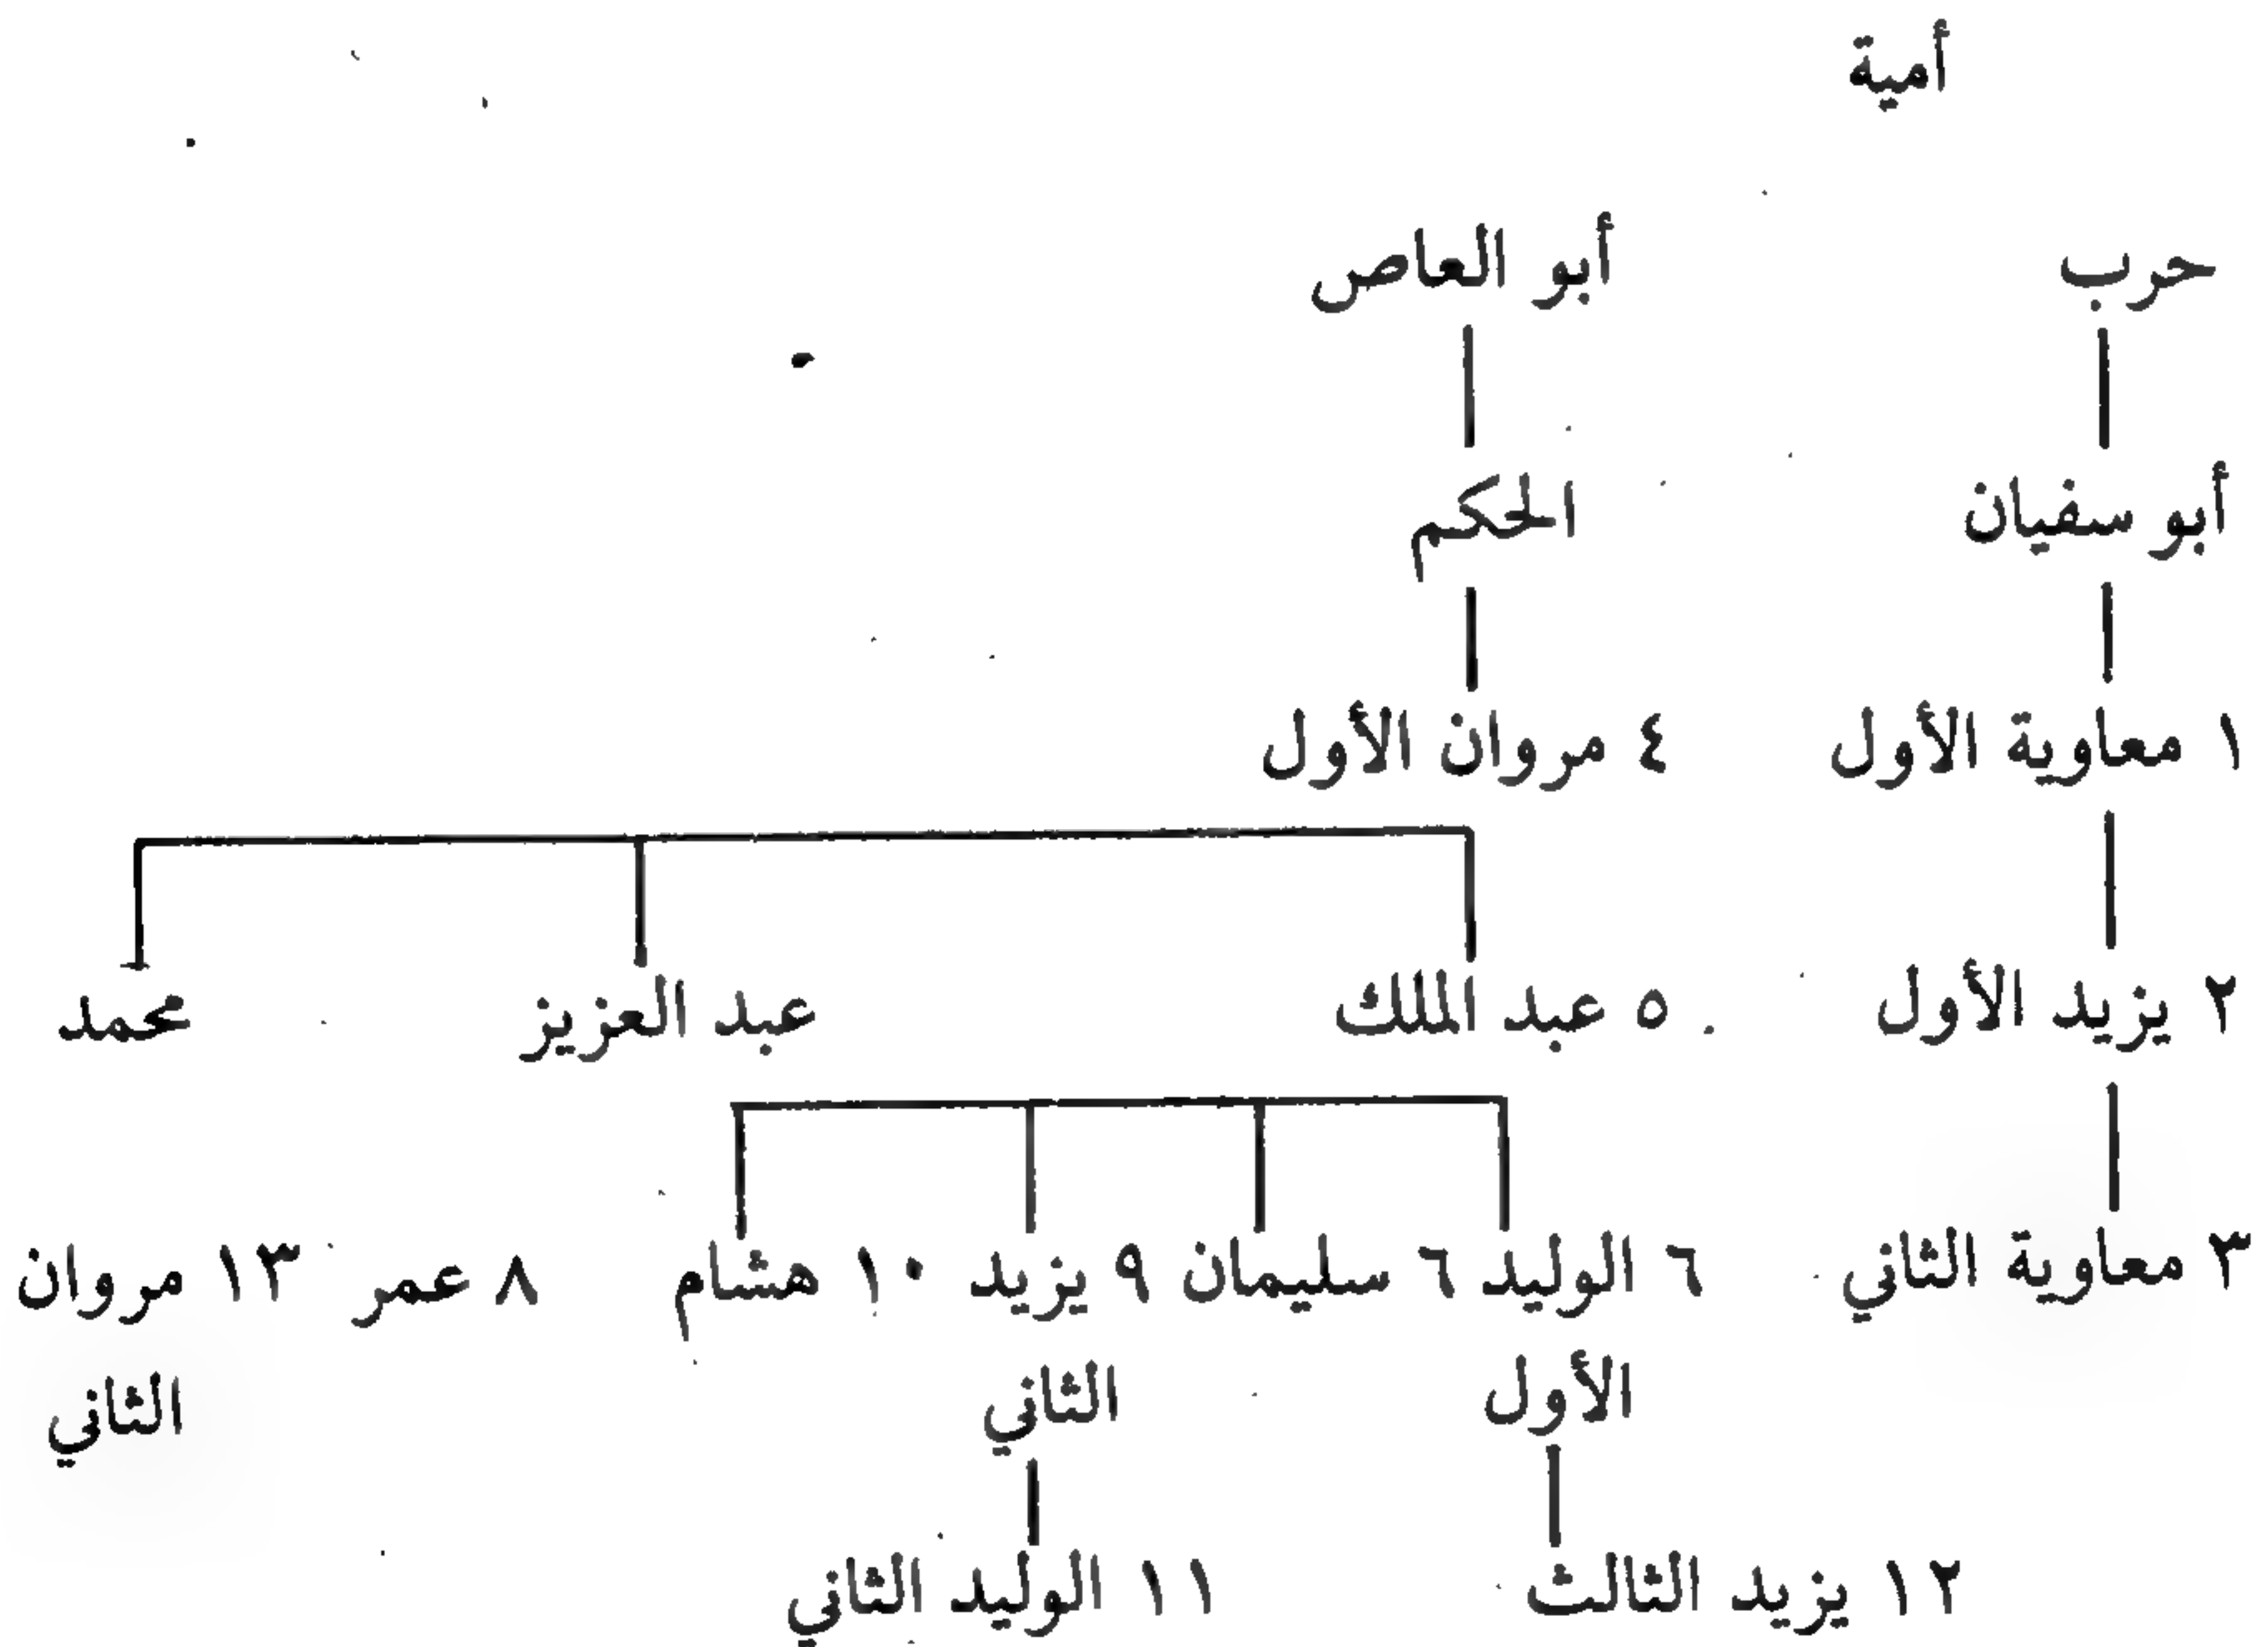 أمية
حرب أبو العاص
أبو سفيان الحكم
١ معاوية الأول ٤ مروان الأول
٢ يزيد الأول ٥ عبد الملك عبد العزيز محمد
٣ معاوية الثاني ٦ الوليد ٦ سليمان ٩ يزيد ١٠ هشام ٨ عمر ١٣ مروان
الأول الثاني الثاني
١٢ يزيد الثالث ١١ الوليد الثاني